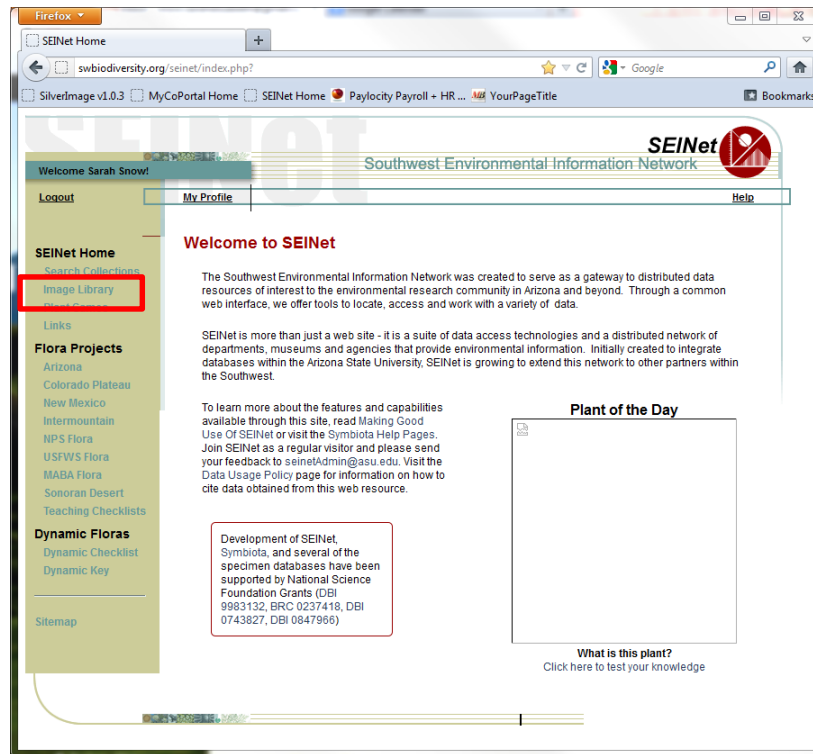 Firefox
SEINet Home
swbiodiversity.org/seinet/index.php?
Google
SilverImage v1.0.3 MyCoPortal Home SEINet Home Paylocity Payroll + HR ... YourPageTitle Bookmarks
SEINet
SEINet
Southwest Environmental Information Network
Welcome Sarah Snow!
Logout My Profile Help
SEINet Home
Search Collections
Image Library
Plant Games
Links
Flora Projects
Arizona
Colorado Plateau
New Mexico
Intermountain
NPS Flora
USFWS Flora
MABA Flora
Sonoran Desert
Teaching Checklists
Dynamic Floras
Dynamic Checklist
Dynamic Key
Sitemap
Welcome to SEINet
The Southwest Environmental Information Network was created to serve as a gateway to distributed data
resources of interest to the environmental research community in Arizona and beyond. Through a common
web interface, we offer tools to locate, access and work with a variety of data.
SEINet is more than just a web site - it is a suite of data access technologies and a distributed network of
departments, museums and agencies that provide environmental information. Initially created to integrate
databases within the Arizona State University, SEINet is growing to extend this network to other partners within
the Southwest.
To learn more about the features and capabilities
available through this site, read Making Good
Use Of SEINet or visit the Symbiota Help Pages.
Join SEINet as a regular visitor and please send
your feedback to seinetAdmin@asu.edu. Visit the
Data Usage Policy page for information on how to
cite data obtained from this web resource.
Development of SEINet,
Symbiota, and several of the
specimen databases have been
supported by National Science
Foundation Grants (DBI
9983132, BRC 0237418, DBI
0743827, DBI 0847966)
Plant of the Day
What is this plant?
Click here to test your knowledge